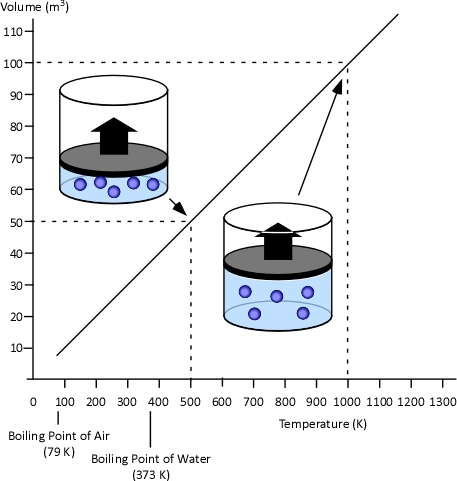 Volume (m³)
110
100
90
80
70
60
50
40
30
20
10
0 100 200 300 400 500 600 700 800 900 1000 1100 1200 1300
Temperature (K)
Boiling Point of Air
(79 K)
Boiling Point of Water
(373 K)